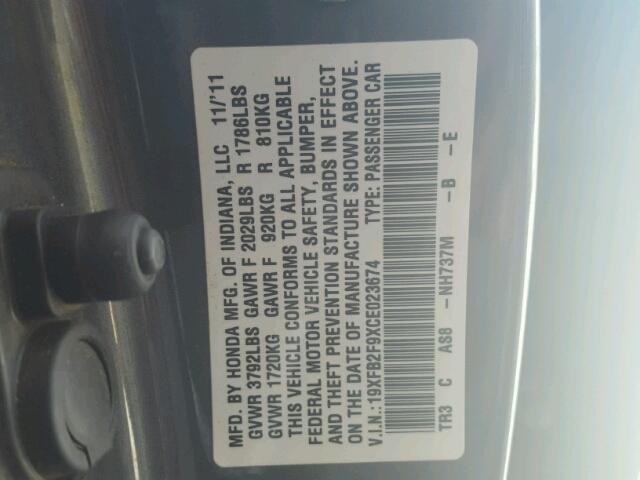 MFD. BY HONDA MFG. OF INDIANA, LLC 11/'11
GVWR 3792LBS GAWR F 2029LBS R 1786LBS
GVWR 1720KG GAWR F 920KG R 810KG
THIS VEHICLE CONFORMS TO ALL APPLICABLE
FEDERAL MOTOR VEHICLE SAFETY, BUMPER,
AND THEFT PREVENTION STANDARDS IN EFFECT
ON THE DATE OF MANUFACTURE SHOWN ABOVE.
V.I.N.:19XFB2F9XCE023674 TYPE: PASSENGER CAR
TR3 C AS8 -NH737M -B -E